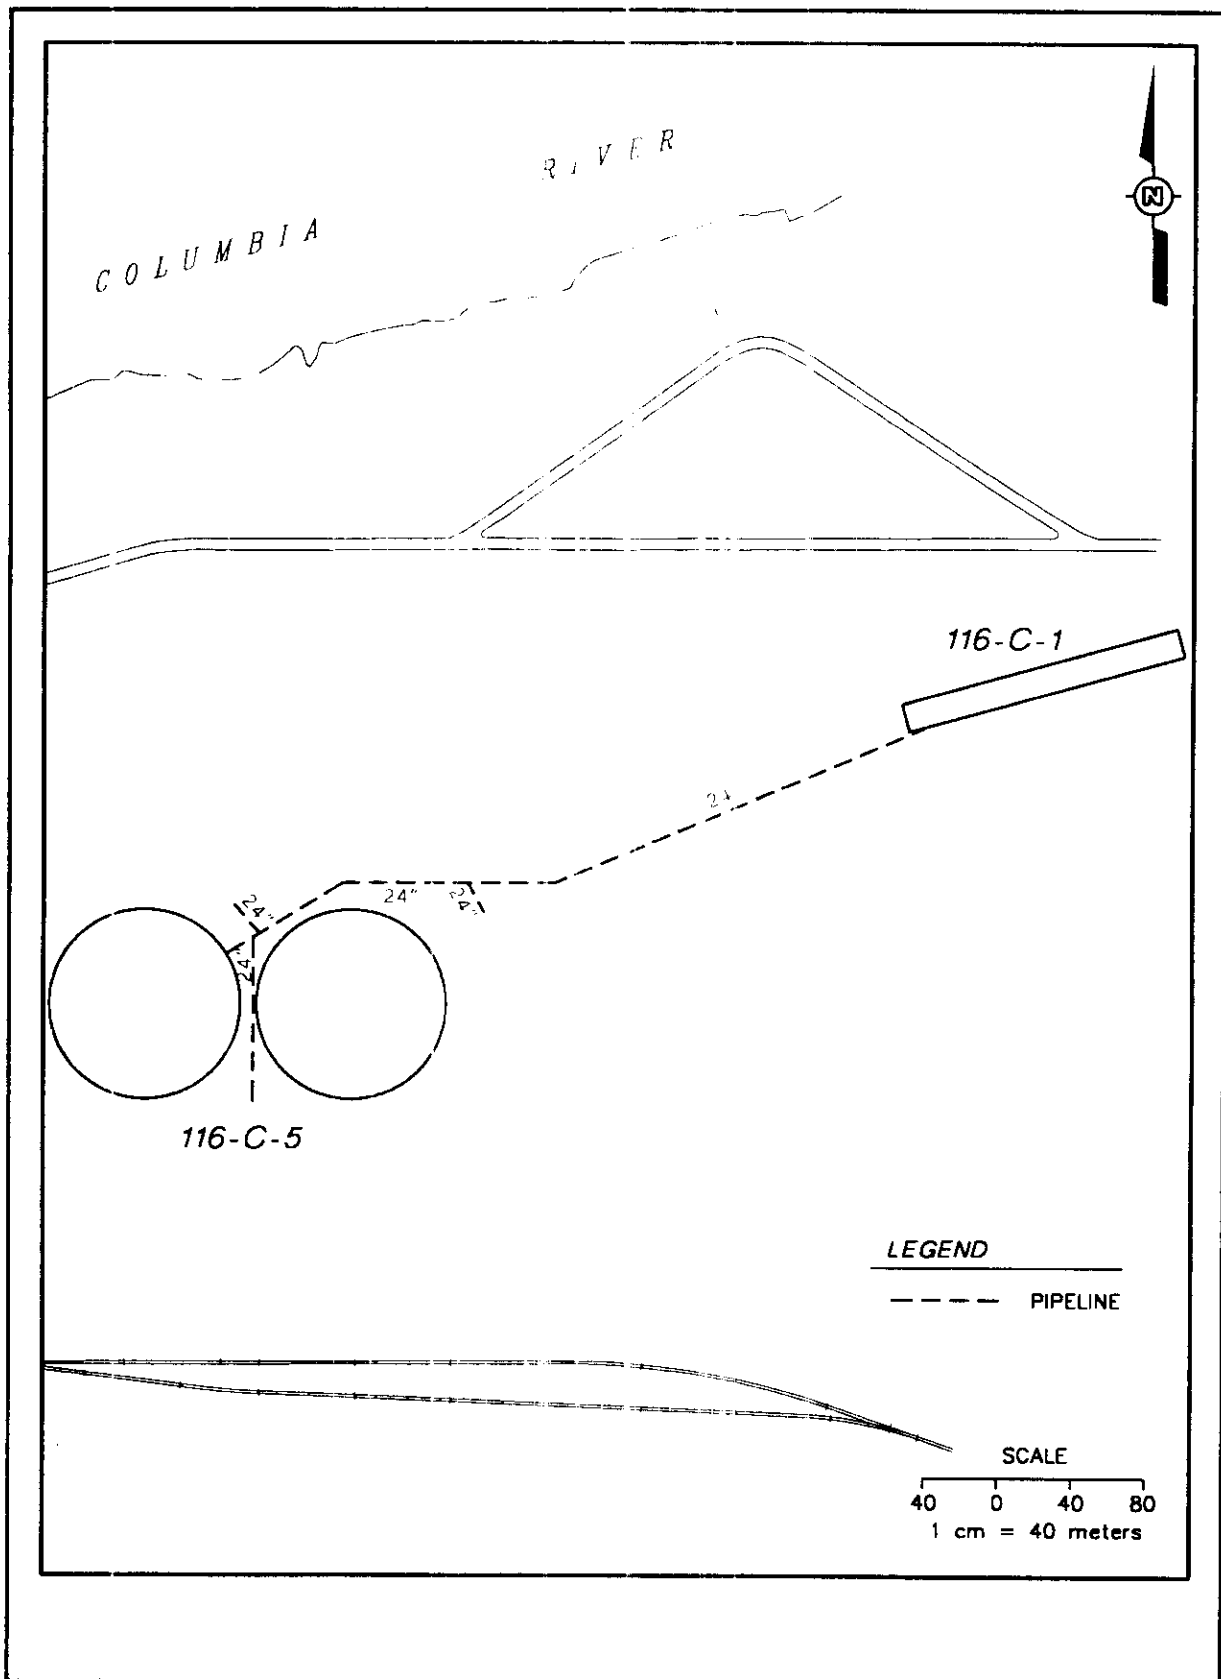 COLUMBIA RIVER
N
116-C-1
24"
24"
24"
24"
116-C-5
LEGEND
PIPELINE
SCALE
40 0 40 80
1 cm = 40 meters